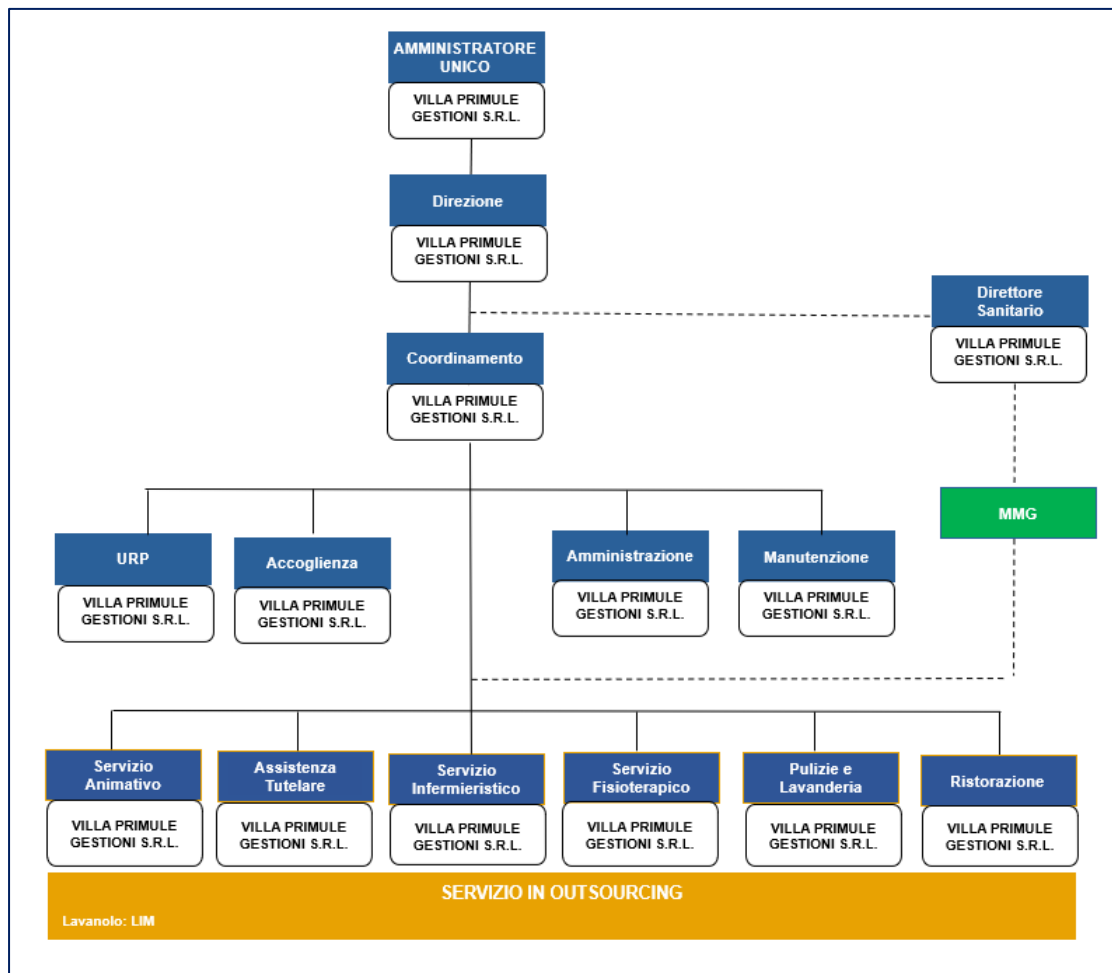 AMMINISTRATORE
UNICO
VILLA PRIMULE
GESTIONI S.R.L.
Direzione
VILLA PRIMULE
GESTIONI S.R.L.
Direttore
Sanitario
VILLA PRIMULE
GESTIONI S.R.L.
Coordinamento
VILLA PRIMULE
GESTIONI S.R.L.
MMG
URP
VILLA PRIMULE
GESTIONI S.R.L.
Accoglienza
VILLA PRIMULE
GESTIONI S.R.L.
Amministrazione
VILLA PRIMULE
GESTIONI S.R.L.
Manutenzione
VILLA PRIMULE
GESTIONI S.R.L.
Servizio
Animativo
VILLA PRIMULE
GESTIONI S.R.L.
Assistenza
Tutelare
VILLA PRIMULE
GESTIONI S.R.L.
Servizio
Infermieristico
VILLA PRIMULE
GESTIONI S.R.L.
Servizio
Fisioterapico
VILLA PRIMULE
GESTIONI S.R.L.
Pulizie e
Lavanderia
VILLA PRIMULE
GESTIONI S.R.L.
Ristorazione
VILLA PRIMULE
GESTIONI S.R.L.
SERVIZIO IN OUTSOURCING
Lavanolo: LIM